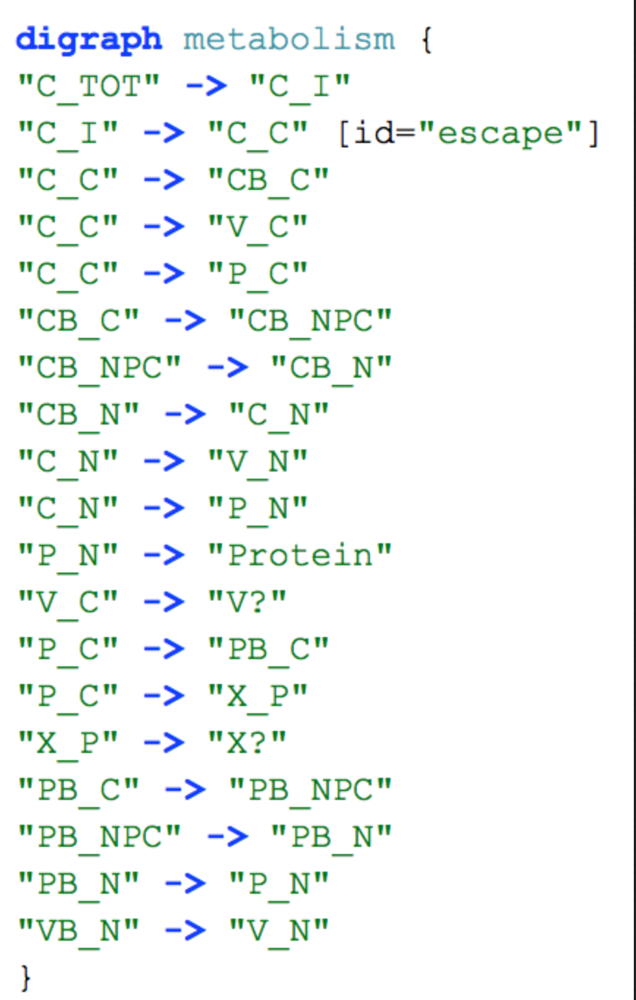 digraph metabolism {
"C_TOT" -> "C_I"
"C_I" -> "C_C" [id="escape"]
"C_C" -> "CB_C"
"C_C" -> "V_C"
"C_C" -> "P_C"
"CB_C" -> "CB_NPC"
"CB_NPC" -> "CB_N"
"CB_N" -> "C_N"
"C_N" -> "V_N"
"C_N" -> "P_N"
"P_N" -> "Protein"
"V_C" -> "V?"
"P_C" -> "PB_C"
"P_C" -> "X_P"
"X_P" -> "X?"
"PB_C" -> "PB_NPC"
"PB_NPC" -> "PB_N"
"PB_N" -> "P_N"
"VB_N" -> "V_N"
}